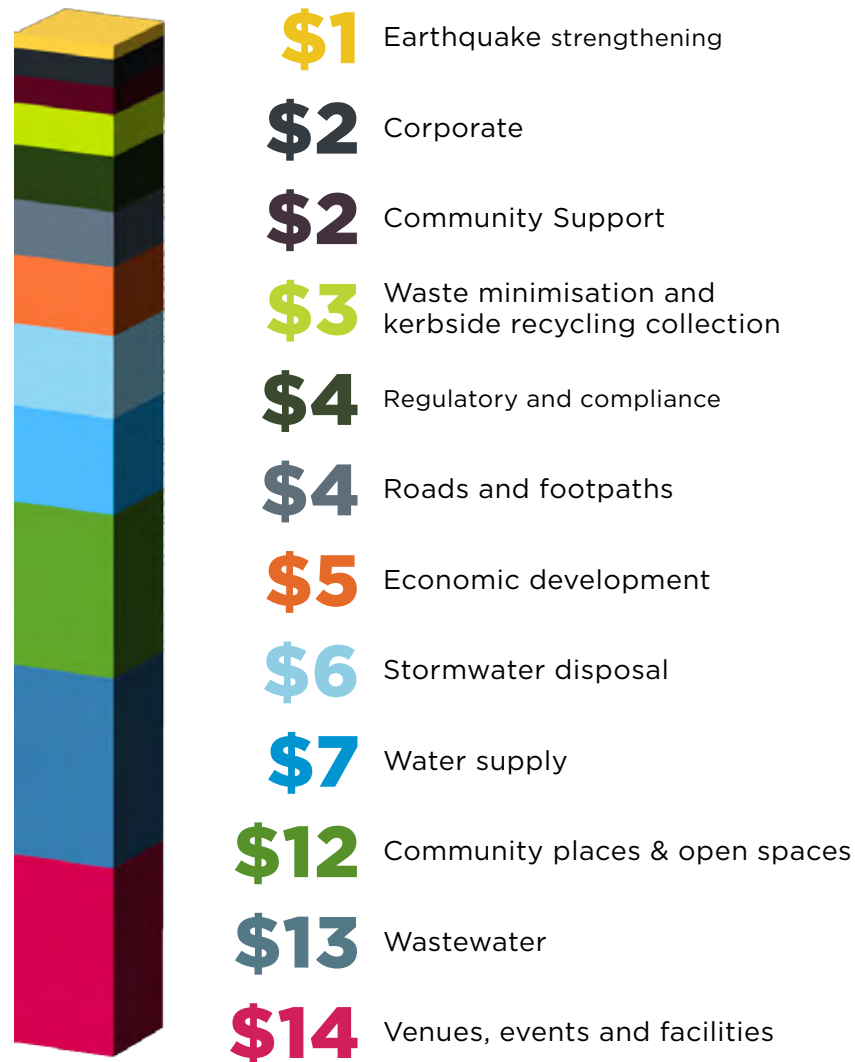 $1 Earthquake strengthening
$2 Corporate
$2 Community Support
$3 Waste minimisation and
kerbside recycling collection
$4 Regulatory and compliance
$4 Roads and footpaths
$5 Economic development
$6 Stormwater disposal
$7 Water supply
$12 Community places & open spaces
$13 Wastewater
$14 Venues, events and facilities